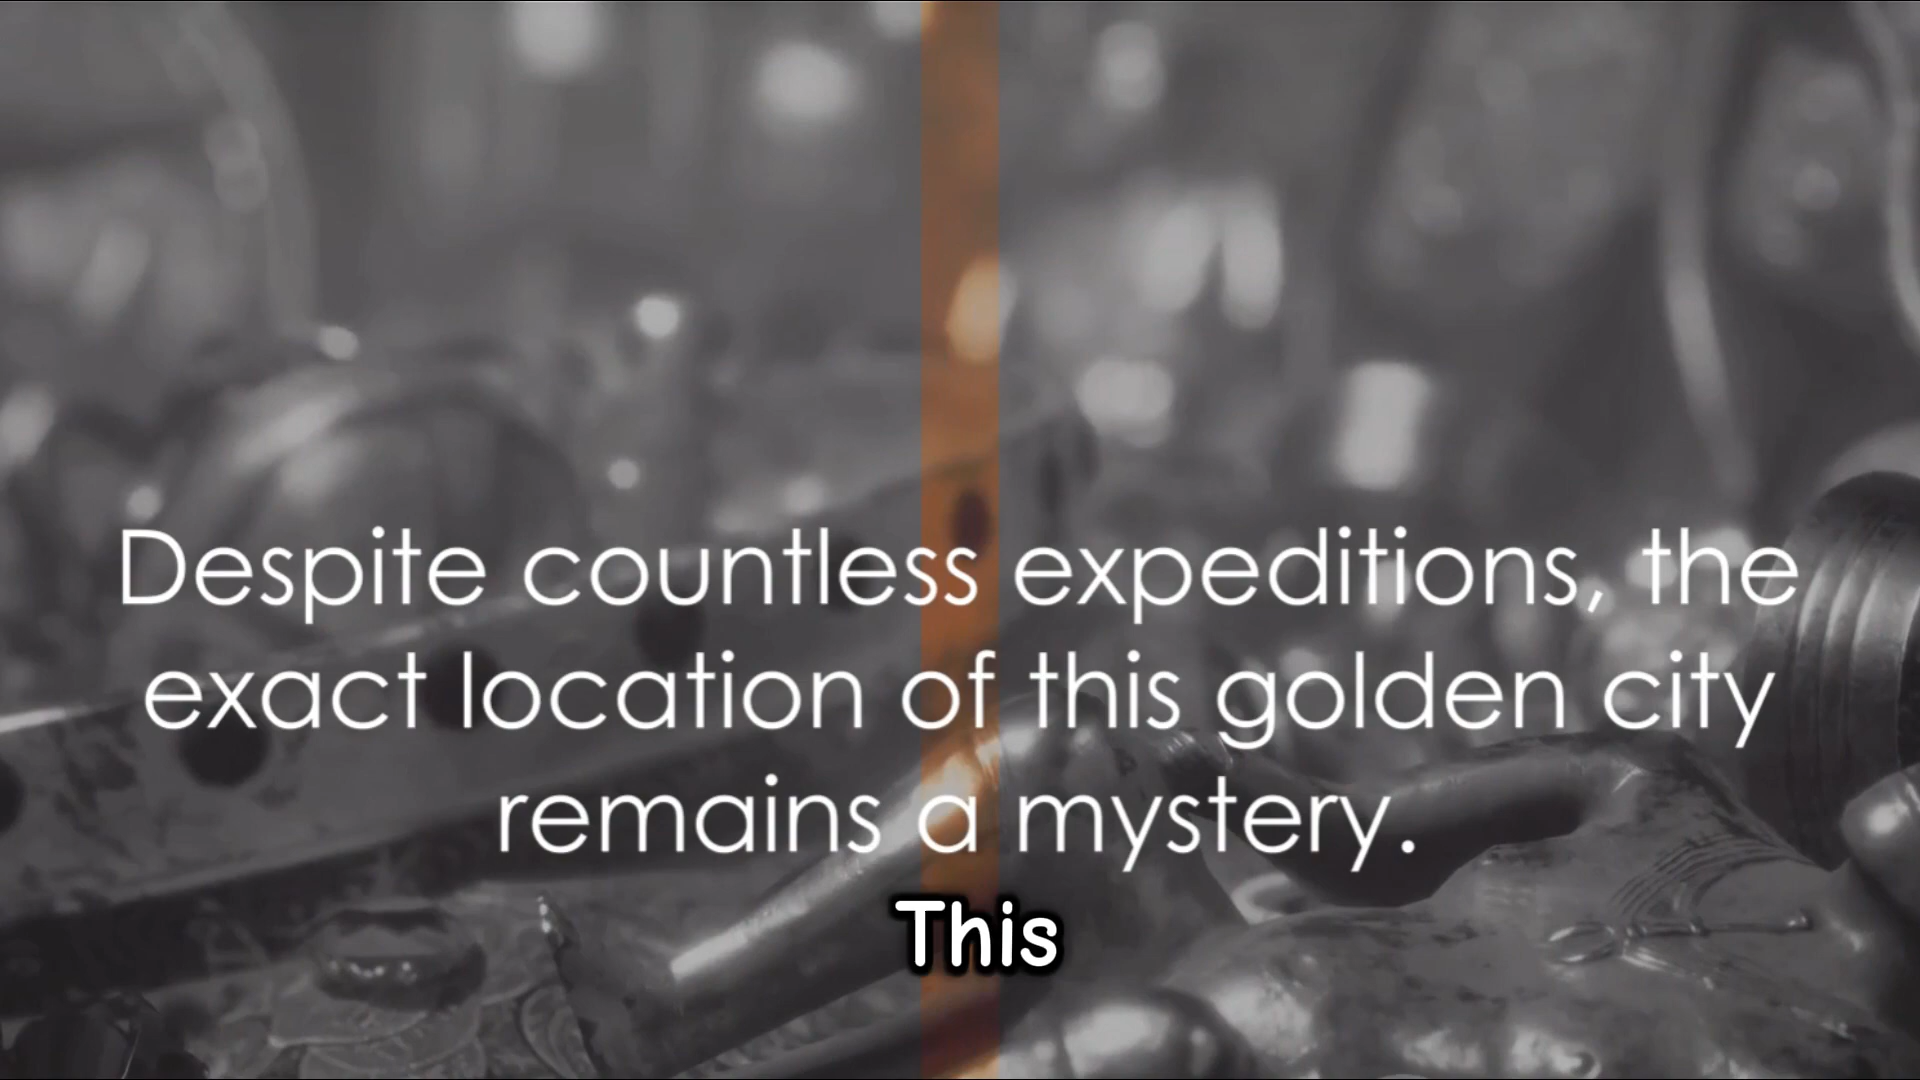 Despite countless expeditions, the
exact location of this golden city
remains a mystery.
This